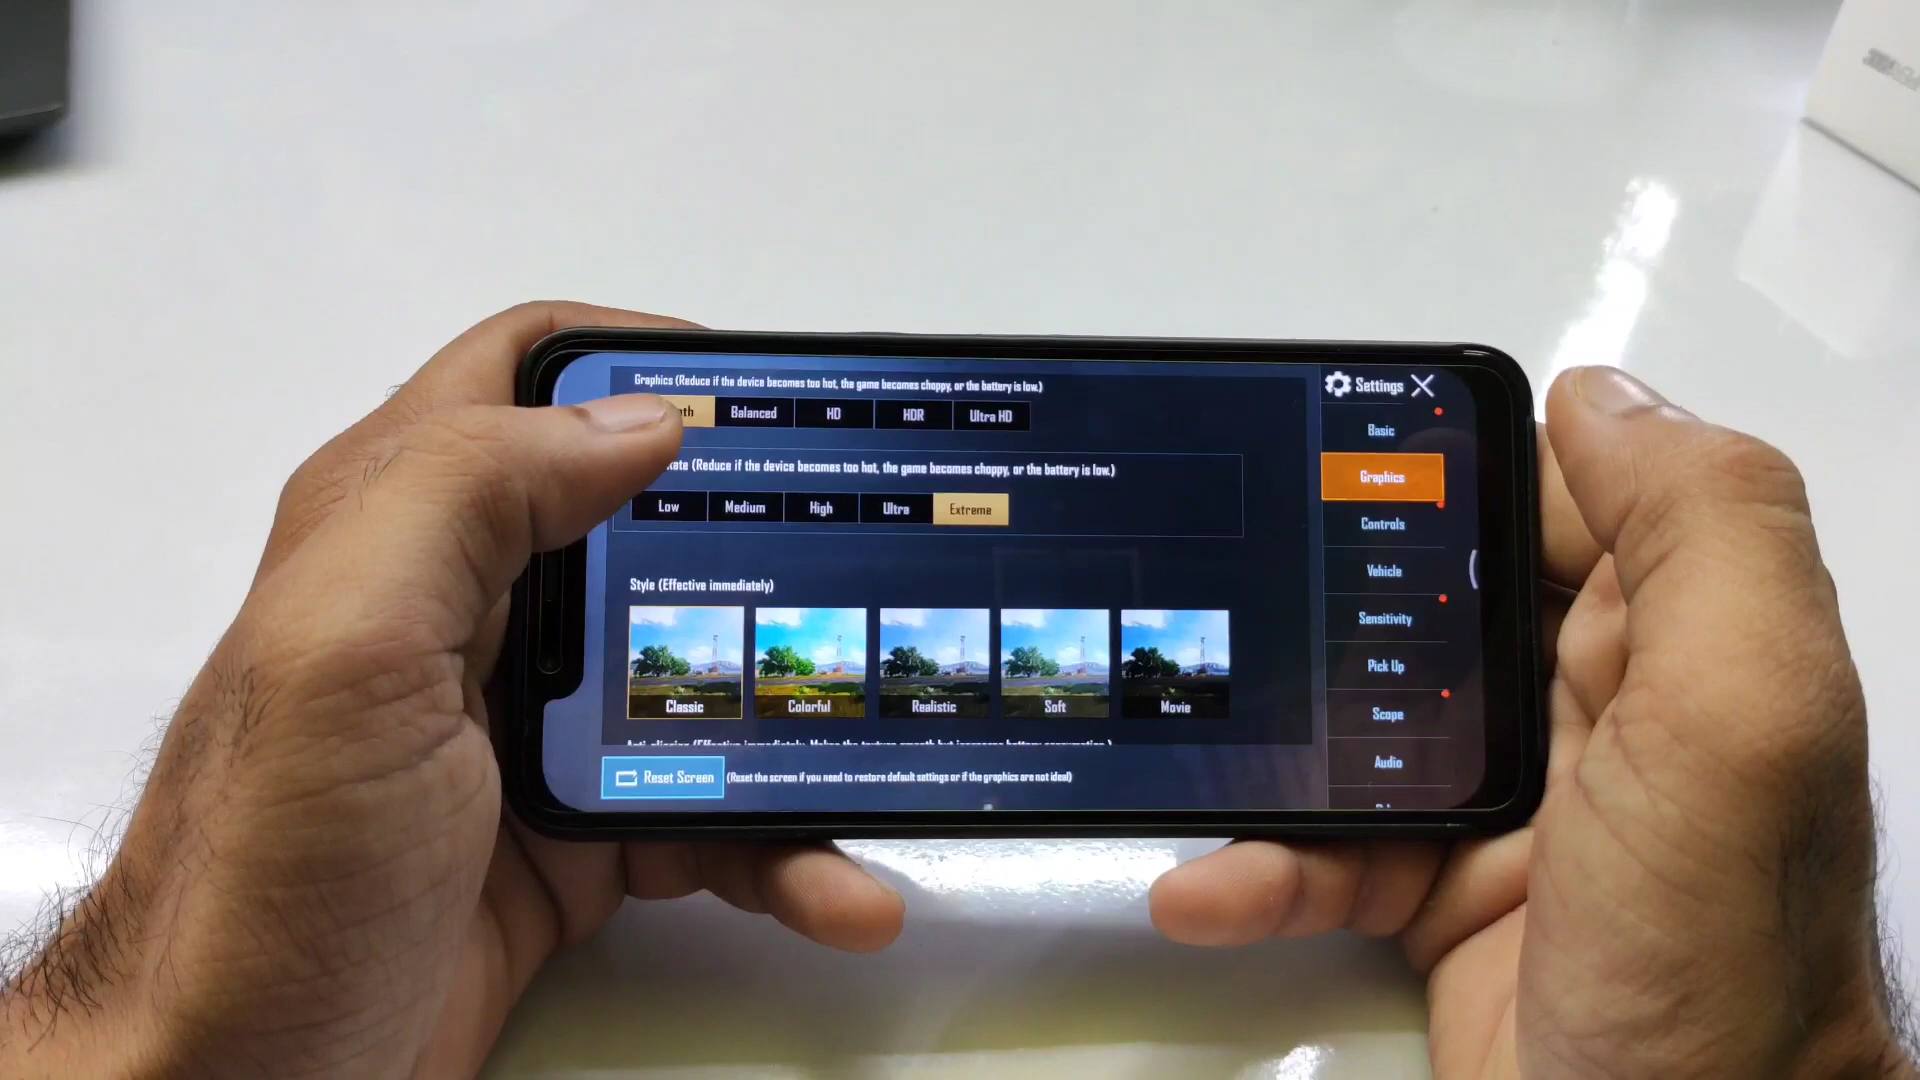 Graphics (Reduce if the device becomes too hot, the game becomes choppy, or the battery is low.)
Balanced HD HDR Ultra HD
(Reduce if the device becomes too hot, the game becomes choppy, or the battery is low.)
Low Medium High Ultra Extreme
Style (Effective immediately)
Classic Colorful Realistic Soft Movie
Reset Screen (Reset the screen if you need to restore default settings or if the graphics are not ideal)
Settings
Basic
Graphics
Controls
Vehicle
Sensitivity
Pick Up
Scope
Audio